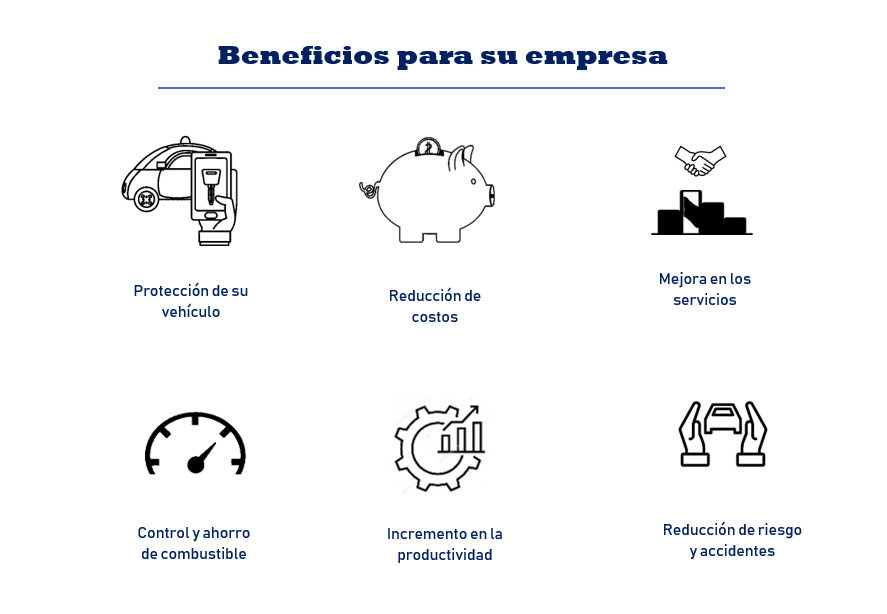 Beneficios para su empresa
Protección de su
vehículo
Reducción de
costos
Mejora en los
servicios
Control y ahorro
de combustible
Incremento en la
productividad
Reducción de riesgo
y accidentes